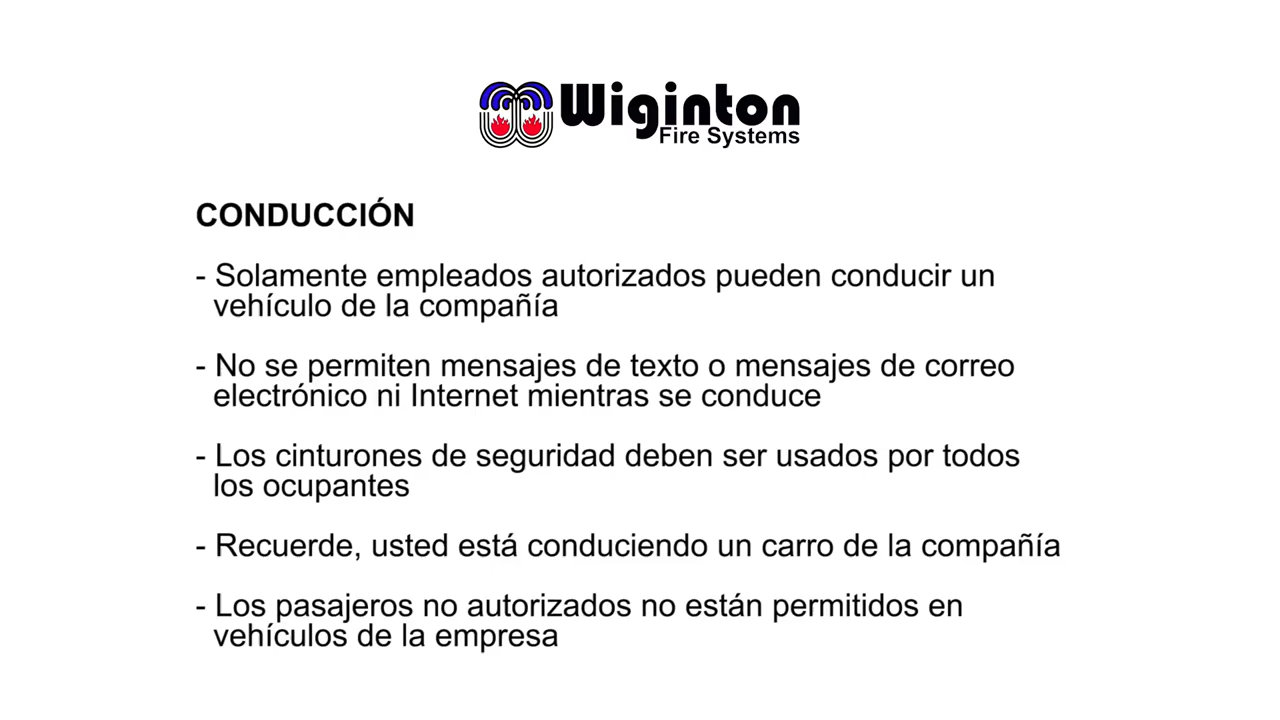 Wiginton
Fire Systems
CONDUCCIÓN
- Solamente empleados autorizados pueden conducir un
vehículo de la compañía
- No se permiten mensajes de texto o mensajes de correo
electrónico ni Internet mientras se conduce
- Los cinturones de seguridad deben ser usados por todos
los ocupantes
- Recuerde, usted está conduciendo un carro de la compañía
- Los pasajeros no autorizados no están permitidos en
vehículos de la empresa